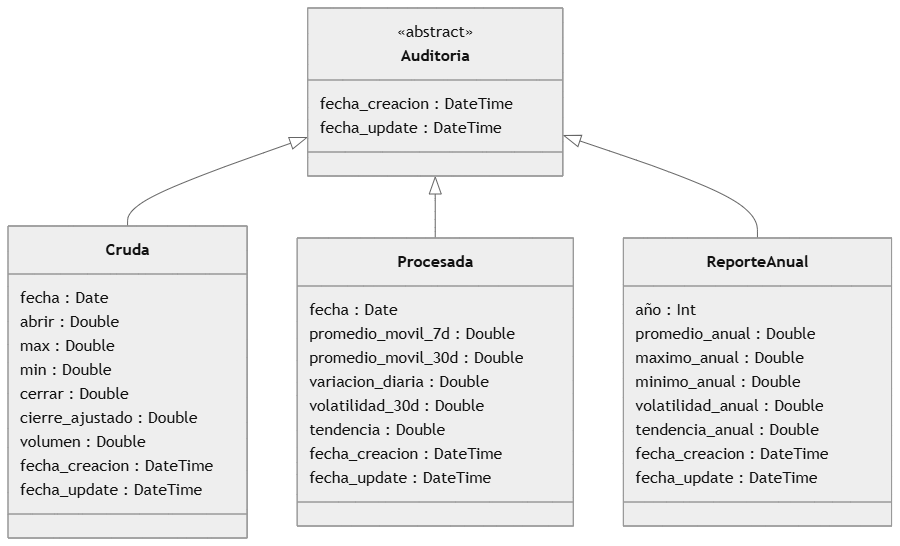 «abstract»
Auditoria
fecha_creacion : DateTime
fecha_update : DateTime
Cruda
fecha : Date
abrir : Double
max : Double
min : Double
cerrar : Double
cierre_ajustado : Double
volumen : Double
fecha_creacion : DateTime
fecha_update : DateTime
Procesada
fecha : Date
promedio_movil_7d : Double
promedio_movil_30d : Double
variacion_diaria : Double
volatilidad_30d : Double
tendencia : Double
fecha_creacion : DateTime
fecha_update : DateTime
ReporteAnual
año : Int
promedio_anual : Double
maximo_anual : Double
minimo_anual : Double
volatilidad_anual : Double
tendencia_anual : Double
fecha_creacion : DateTime
fecha_update : DateTime